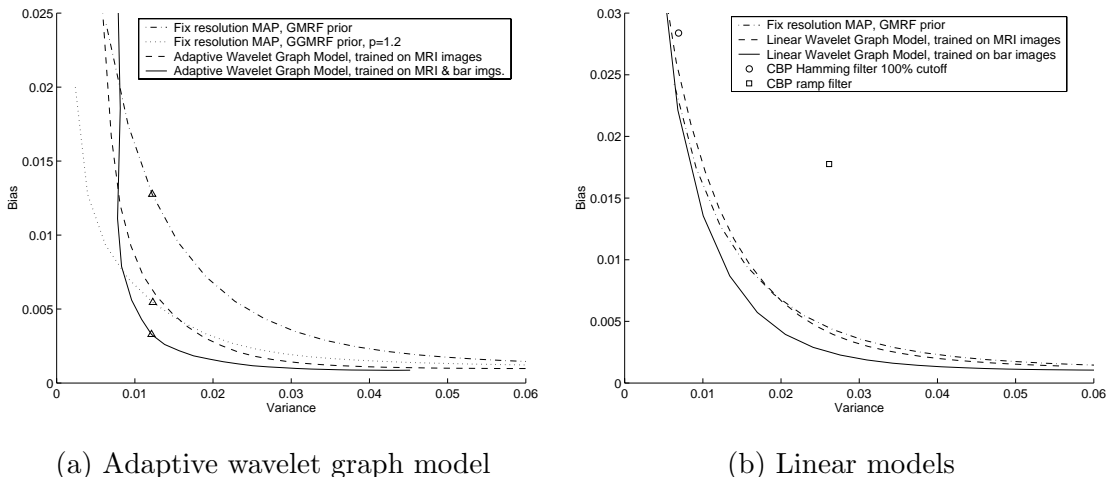 0.025
0.02
0.015
0.01
0.005
0
Bias
0
0.01
0.02
0.03
0.04
0.05
0.06
Variance
Fix resolution MAP, GMRF prior
Fix resolution MAP, GGMRF prior, p=1.2
Adaptive Wavelet Graph Model, trained on MRI images
Adaptive Wavelet Graph Model, trained on MRI & bar imgs.
(a) Adaptive wavelet graph model
0.03
0.025
0.02
0.015
0.01
0.005
0
Bias
0
0.01
0.02
0.03
0.04
0.05
0.06
Variance
Fix resolution MAP, GMRF prior
Linear Wavelet Graph Model, trained on MRI images
Linear Wavelet Graph Model, trained on bar images
CBP Hamming filter 100% cutoff
CBP ramp filter
(b) Linear models